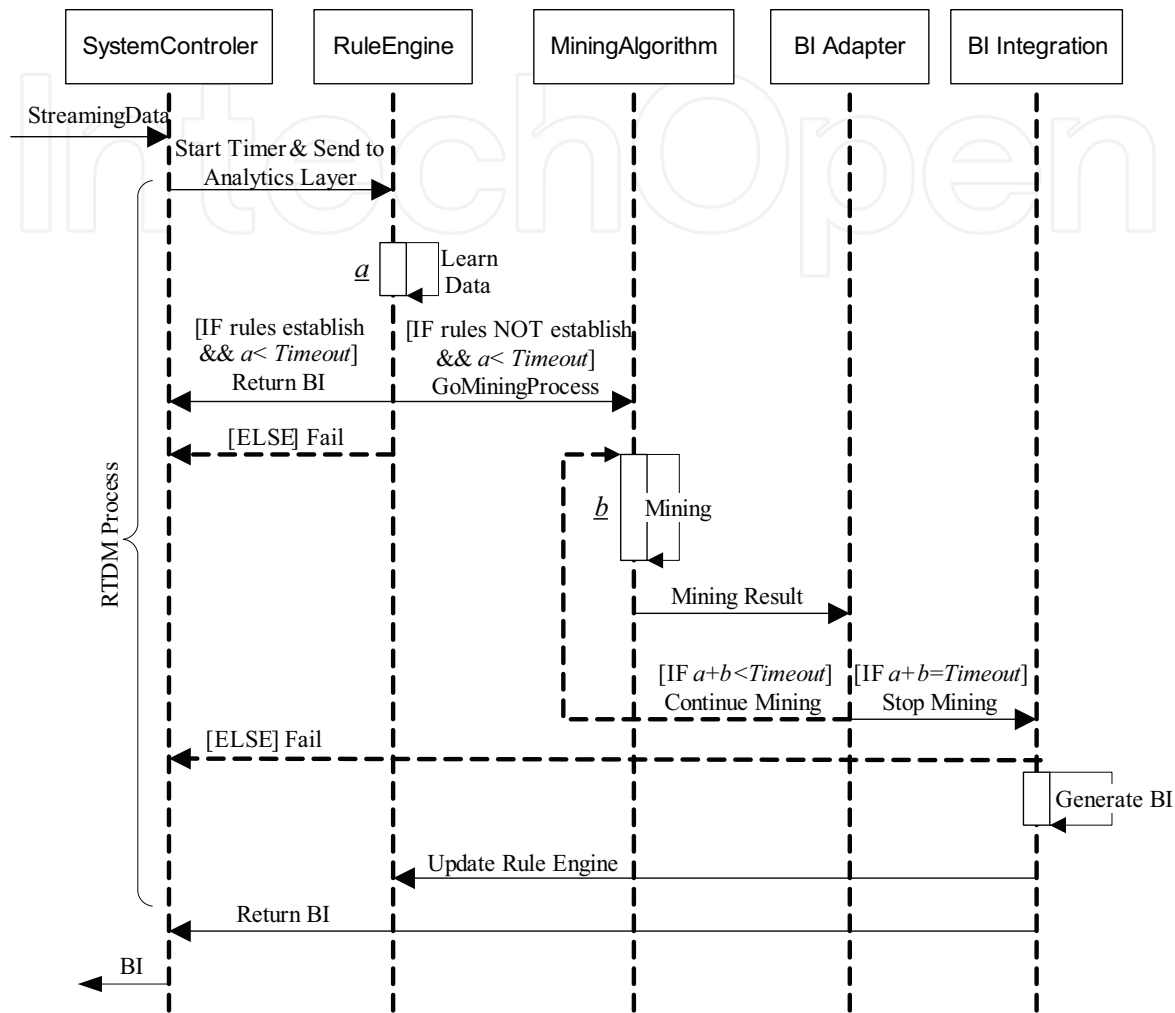 SystemControler
RuleEngine
MiningAlgorithm
BI Adapter
BI Integration
IntechOpen
StreamingData
Start Timer & Send to
Analytics Layer
a
Learn
Data
[IF rules establish
&& a< Timeout]
Return BI
[IF rules NOT establish
&& a< Timeout]
GoMiningProcess
[ELSE] Fail
RTDM Process
b
Mining
Mining Result
[IF a+b<Timeout]
Continue Mining
[IF a+b=Timeout]
Stop Mining
[ELSE] Fail
Generate BI
Update Rule Engine
Return BI
BI